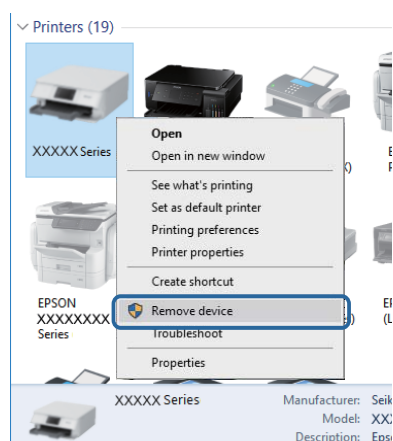 Printers (19)
XXXXX Series
Open
Open in new window
See what's printing
Set as default printer
Printing preferences
Printer properties
Create shortcut
Remove device
Troubleshoot
Properties
EPSON
XXXXXXXX
Series
XXXXX Series
Manufacturer:
Model:
Description: